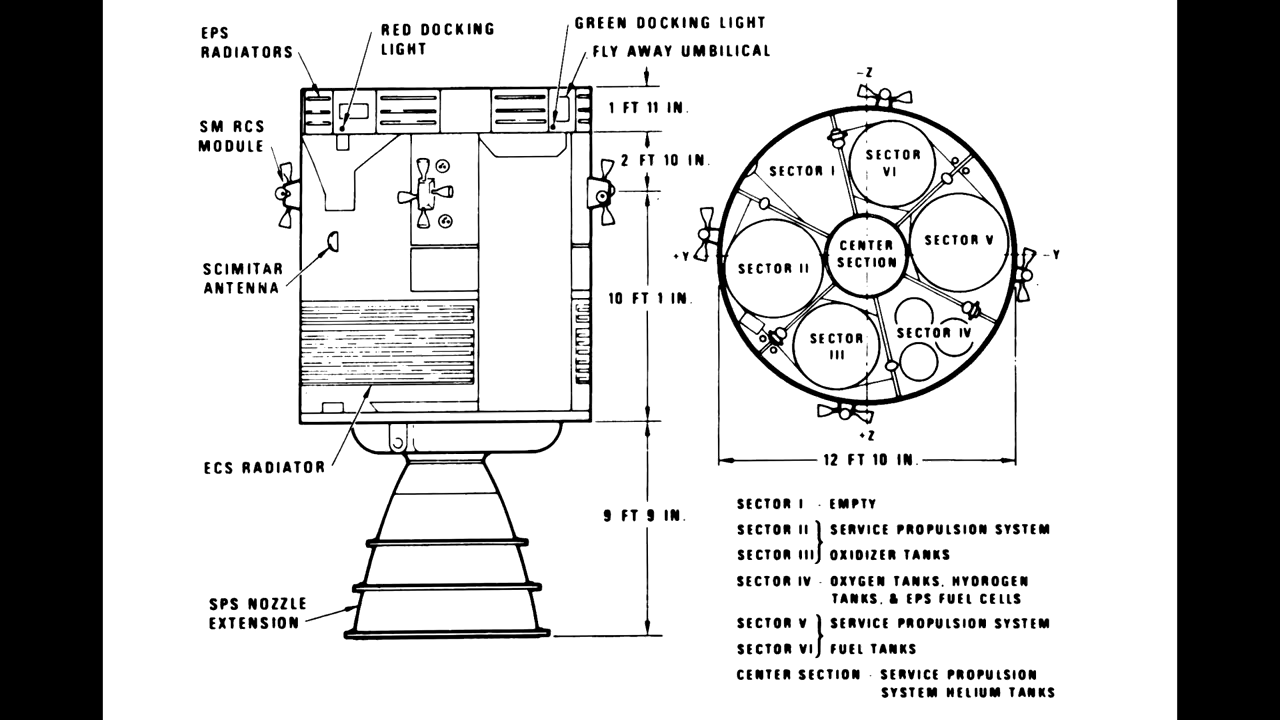 EPS
RADIATORS
RED DOCKING
LIGHT
GREEN DOCKING LIGHT
FLY AWAY UMBILICAL
SM RCS
MODULE
SCIMITAR
ANTENNA
ECS RADIATOR
SPS NOZZLE
EXTENSION
1 FT 11 IN.
2 FT 10 IN.
10 FT 1 IN.
9 FT 9 IN.
-Z
SECTOR I
SECTOR
VI
+Y
SECTOR II
CENTER
SECTION
SECTOR V
-Y
SECTOR
III
SECTOR IV
+Z
12 FT 10 IN.
SECTOR I - EMPTY
SECTOR II } SERVICE PROPULSION SYSTEM
SECTOR III } OXIDIZER TANKS
SECTOR IV - OXYGEN TANKS, HYDROGEN
TANKS, & EPS FUEL CELLS
SECTOR V } SERVICE PROPULSION SYSTEM
SECTOR VI } FUEL TANKS
CENTER SECTION - SERVICE PROPULSION
SYSTEM HELIUM TANKS